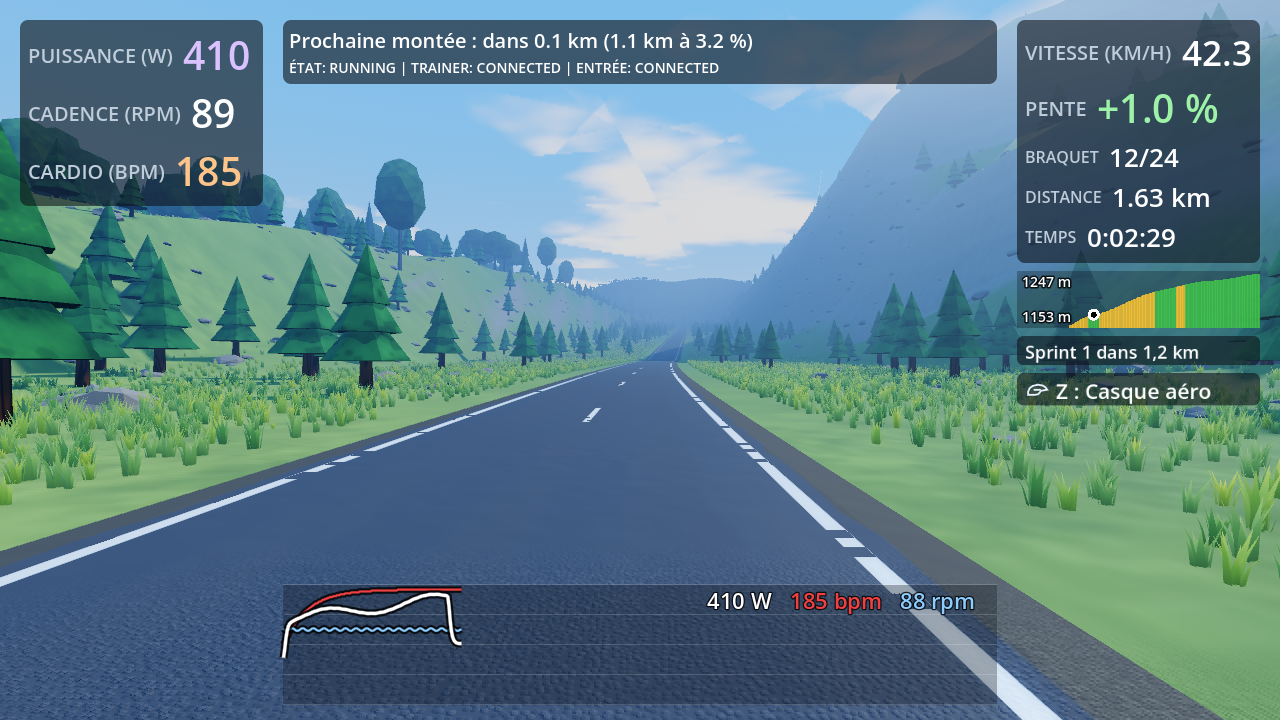 PUISSANCE (W) 410
CADENCE (RPM) 89
CARDIO (BPM) 185
Prochaine montée : dans 0.1 km (1.1 km à 3.2 %)
ÉTAT: RUNNING | TRAINER: CONNECTED | ENTRÉE: CONNECTED
VITESSE (KM/H) 42.3
PENTE +1.0 %
BRAQUET 12/24
DISTANCE 1.63 km
TEMPS 0:02:29
1247 m
1153 m
Sprint 1 dans 1,2 km
Z : Casque aéro
410 W 185 bpm 88 rpm